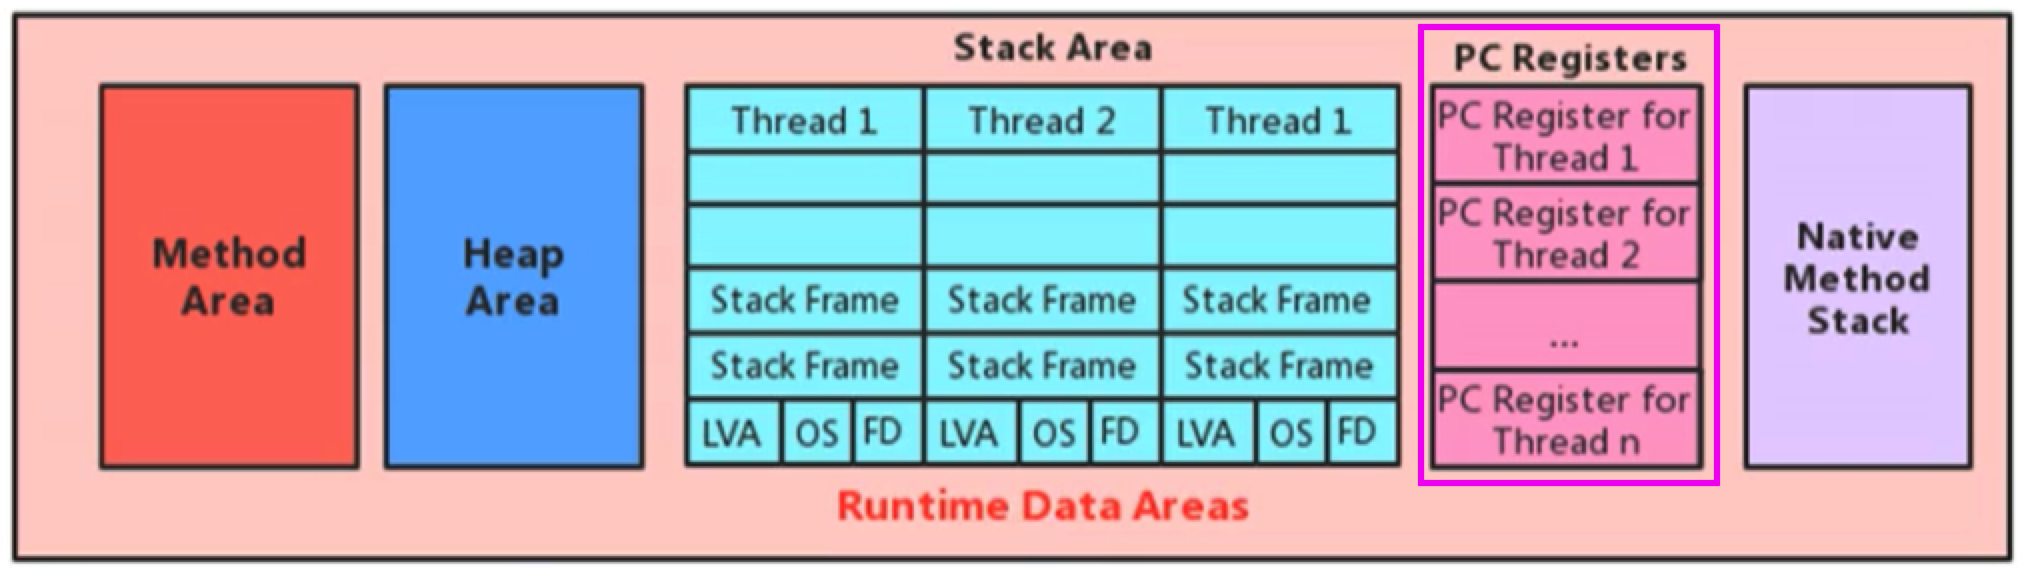 Stack Area
PC Registers
Method
Area
Heap
Area
Thread 1
Thread 2
Thread 1
Stack Frame
Stack Frame
Stack Frame
Stack Frame
Stack Frame
Stack Frame
LVA
OS
FD
LVA
OS
FD
LVA
OS
FD
PC Register for
Thread 1
PC Register for
Thread 2
...
PC Register for
Thread n
Native
Method
Stack
Runtime Data Areas